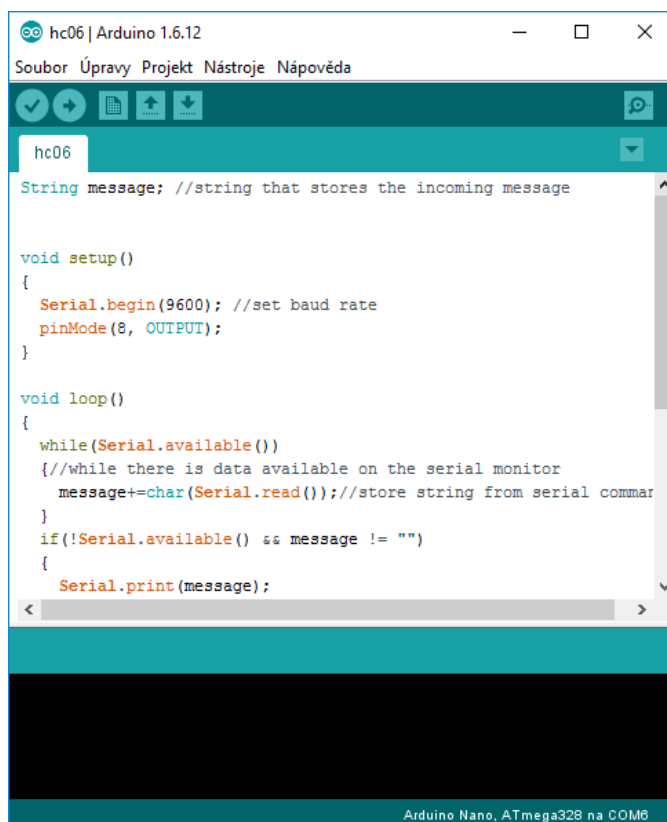 hc06 | Arduino 1.6.12
Soubor Úpravy Projekt Nástroje Nápověda
hc06
String message; //string that stores the incoming message
void setup()
{
  Serial.begin(9600); //set baud rate
  pinMode(8, OUTPUT);
}
void loop()
{
  while(Serial.available())
  {//while there is data available on the serial monitor
    message+=char(Serial.read());//store string from serial comman
  }
  if(!Serial.available() && message != "")
  {
    Serial.print(message);
Arduino Nano, ATmega328 na COM6